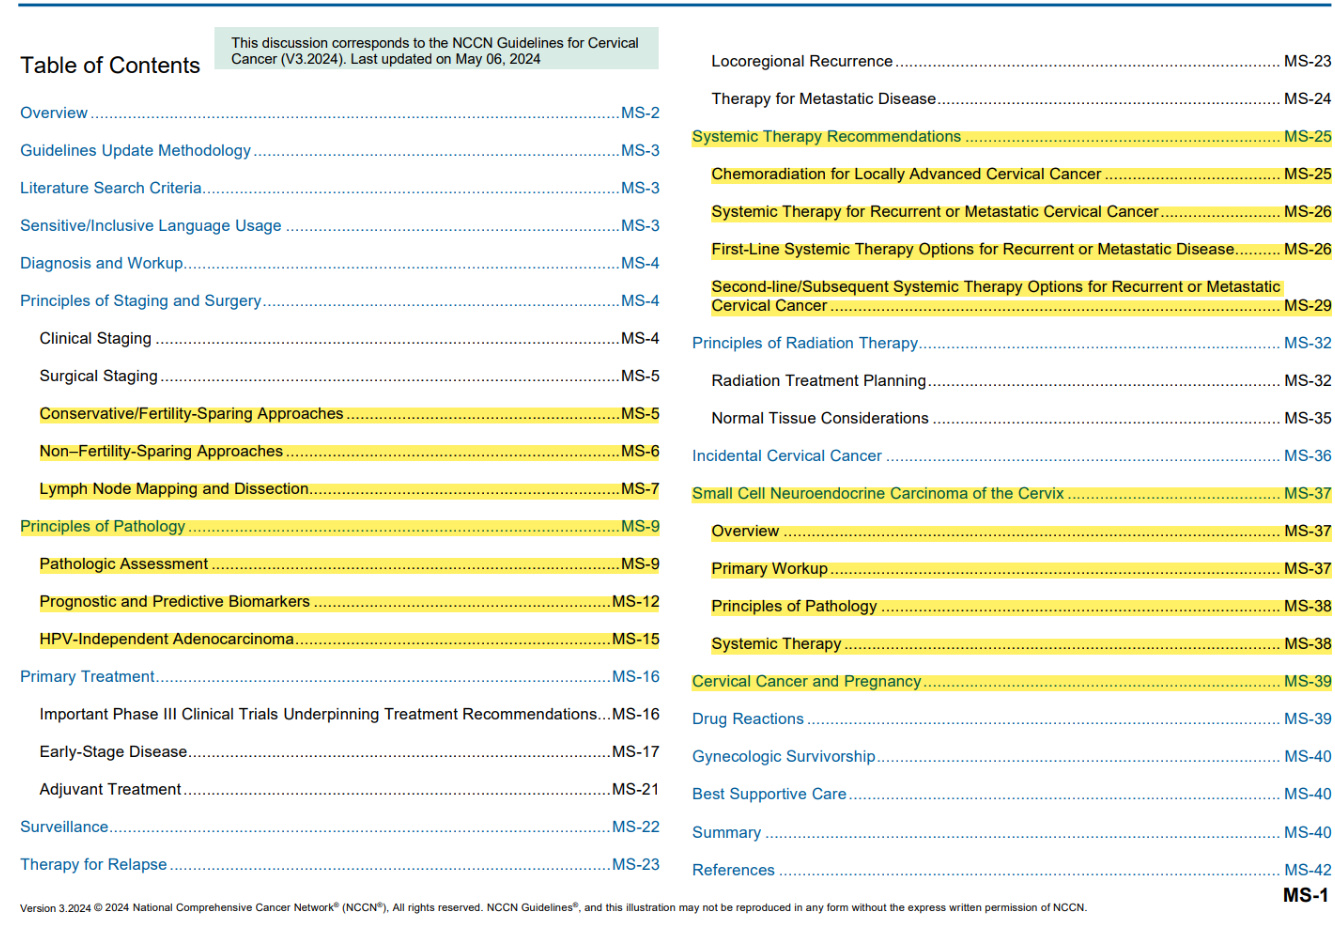 Table of Contents
This discussion corresponds to the NCCN Guidelines for Cervical
Cancer (V3.2024). Last updated on May 06, 2024
Overview ........ MS-2
Guidelines Update Methodology ........ MS-3
Literature Search Criteria ........ MS-3
Sensitive/Inclusive Language Usage ........ MS-3
Diagnosis and Workup ........ MS-4
Principles of Staging and Surgery ........ MS-4
Clinical Staging ........ MS-4
Surgical Staging ........ MS-5
Conservative/Fertility-Sparing Approaches ........ MS-5
Non–Fertility-Sparing Approaches ........ MS-6
Lymph Node Mapping and Dissection ........ MS-7
Principles of Pathology ........ MS-9
Pathologic Assessment ........ MS-9
Prognostic and Predictive Biomarkers ........ MS-12
HPV-Independent Adenocarcinoma ........ MS-15
Primary Treatment ........ MS-16
Important Phase III Clinical Trials Underpinning Treatment Recommendations... MS-16
Early-Stage Disease ........ MS-17
Adjuvant Treatment ........ MS-21
Surveillance ........ MS-22
Therapy for Relapse ........ MS-23
Locoregional Recurrence ........ MS-23
Therapy for Metastatic Disease ........ MS-24
Systemic Therapy Recommendations ........ MS-25
Chemoradiation for Locally Advanced Cervical Cancer ........ MS-25
Systemic Therapy for Recurrent or Metastatic Cervical Cancer ........ MS-26
First-Line Systemic Therapy Options for Recurrent or Metastatic Disease ........ MS-26
Second-line/Subsequent Systemic Therapy Options for Recurrent or Metastatic
Cervical Cancer ........ MS-29
Principles of Radiation Therapy ........ MS-32
Radiation Treatment Planning ........ MS-32
Normal Tissue Considerations ........ MS-35
Incidental Cervical Cancer ........ MS-36
Small Cell Neuroendocrine Carcinoma of the Cervix ........ MS-37
Overview ........ MS-37
Primary Workup ........ MS-37
Principles of Pathology ........ MS-38
Systemic Therapy ........ MS-38
Cervical Cancer and Pregnancy ........ MS-39
Drug Reactions ........ MS-39
Gynecologic Survivorship ........ MS-40
Best Supportive Care ........ MS-40
Summary ........ MS-40
References ........ MS-42
MS-1
Version 3.2024 © 2024 National Comprehensive Cancer Network® (NCCN®), All rights reserved. NCCN Guidelines®, and this illustration may not be reproduced in any form without the express written permission of NCCN.